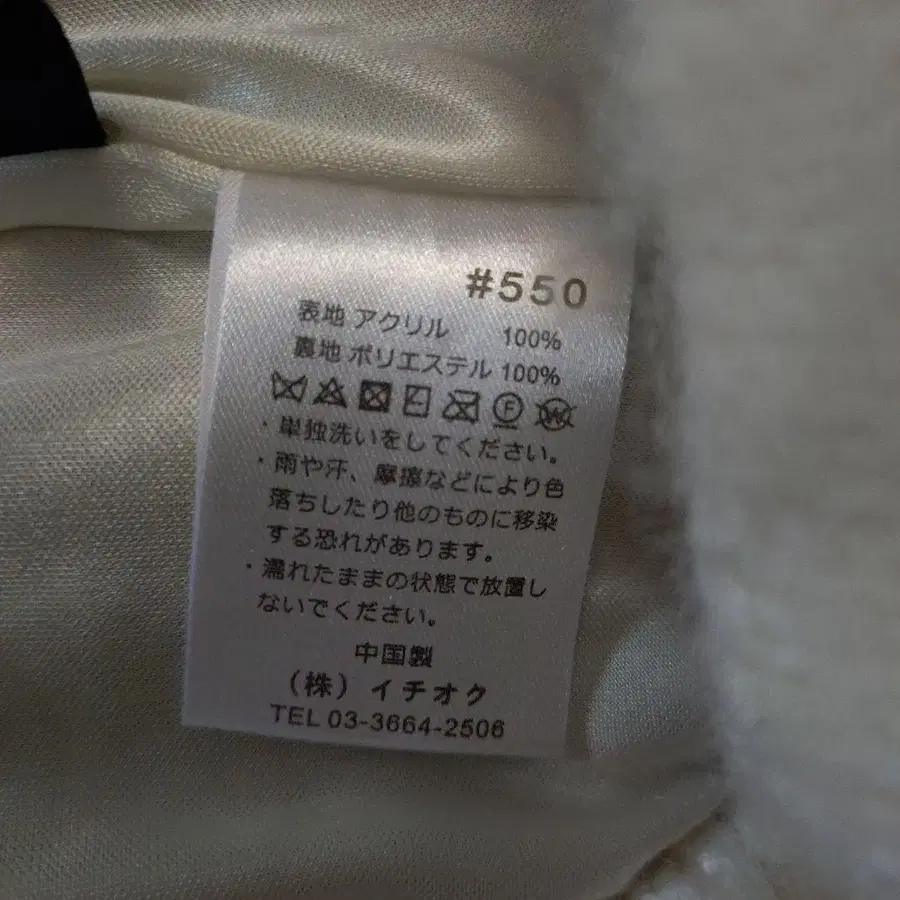 #550
表地 アクリル 100%
裏地 ポリエステル 100%
F W
・単独洗いをしてください。
・雨や汗、摩擦などにより色
落ちしたり他のものに移染
する恐れがあります。
・濡れたままの状態で放置し
ないでください。
中国製
(株) イチオク
TEL 03-3664-2506